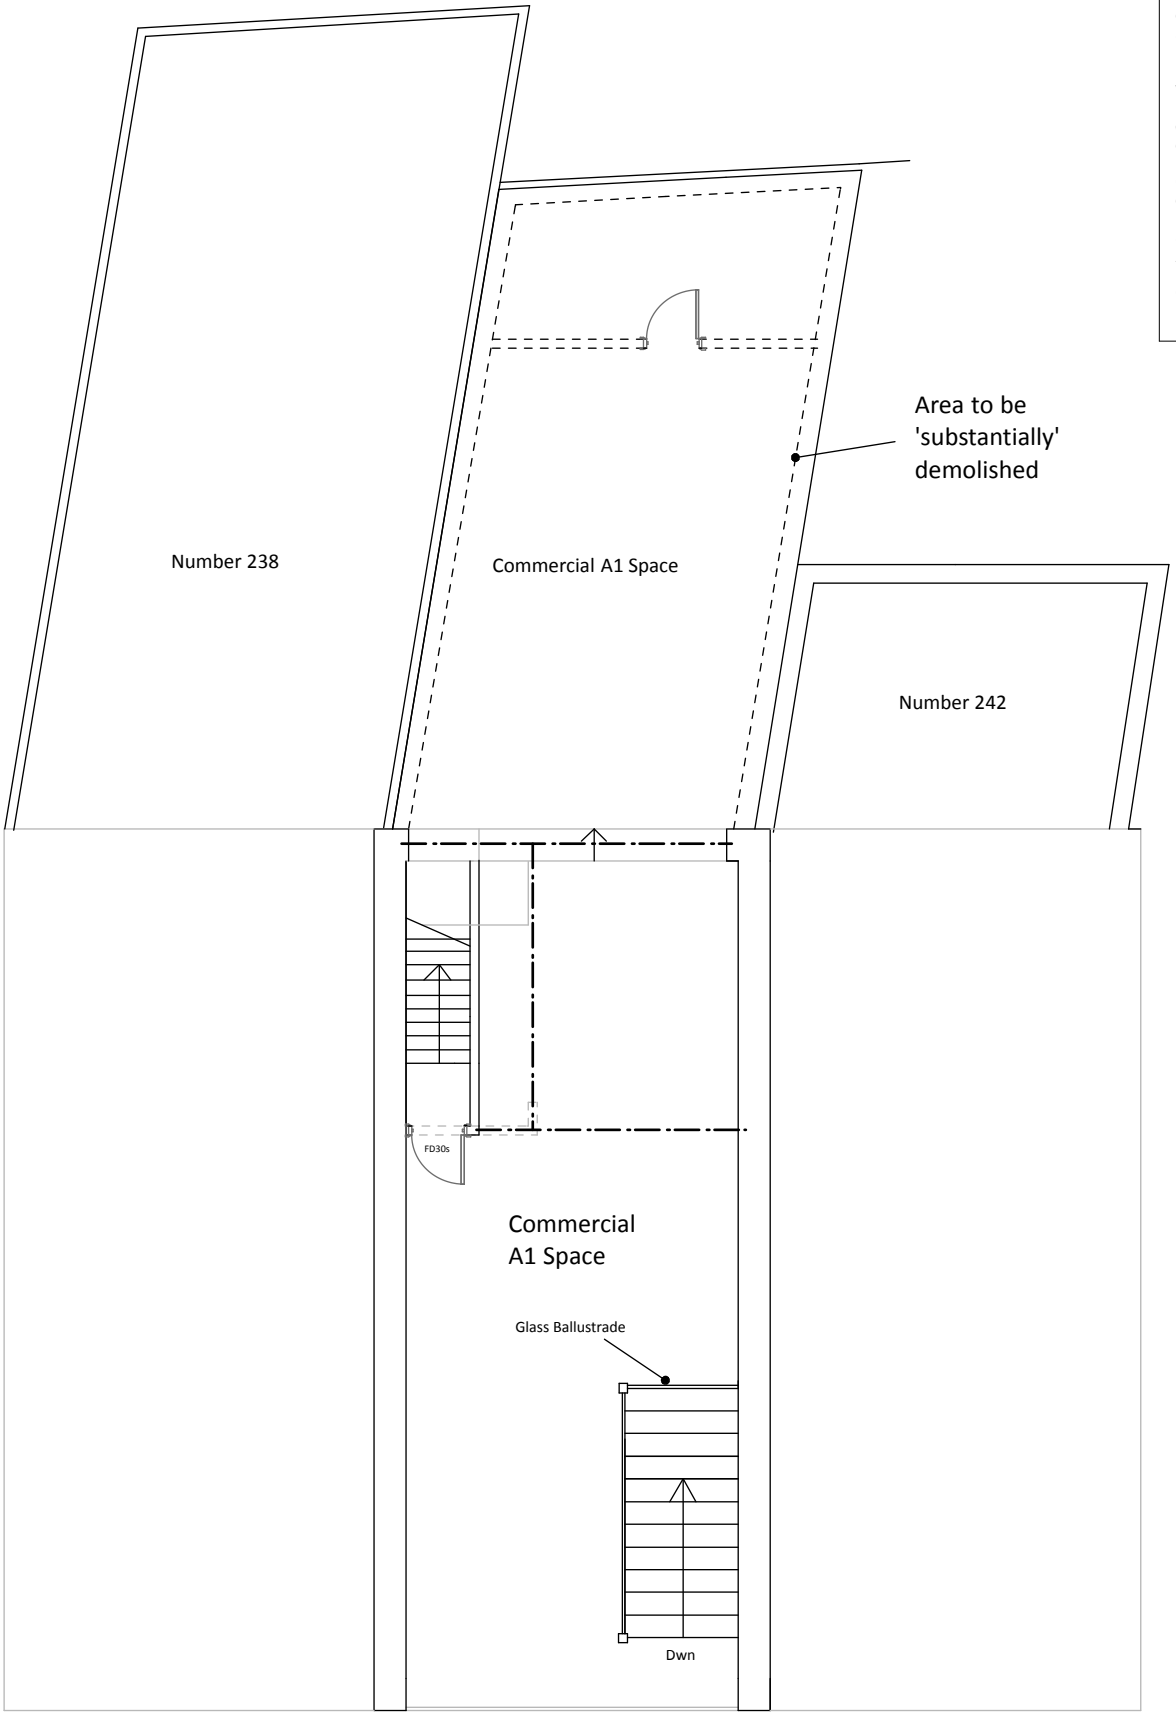 Area to be
'substantially'
demolished
Number 238
Commercial A1 Space
Number 242
FD30s
Commercial
A1 Space
Glass Ballustrade
Dwn